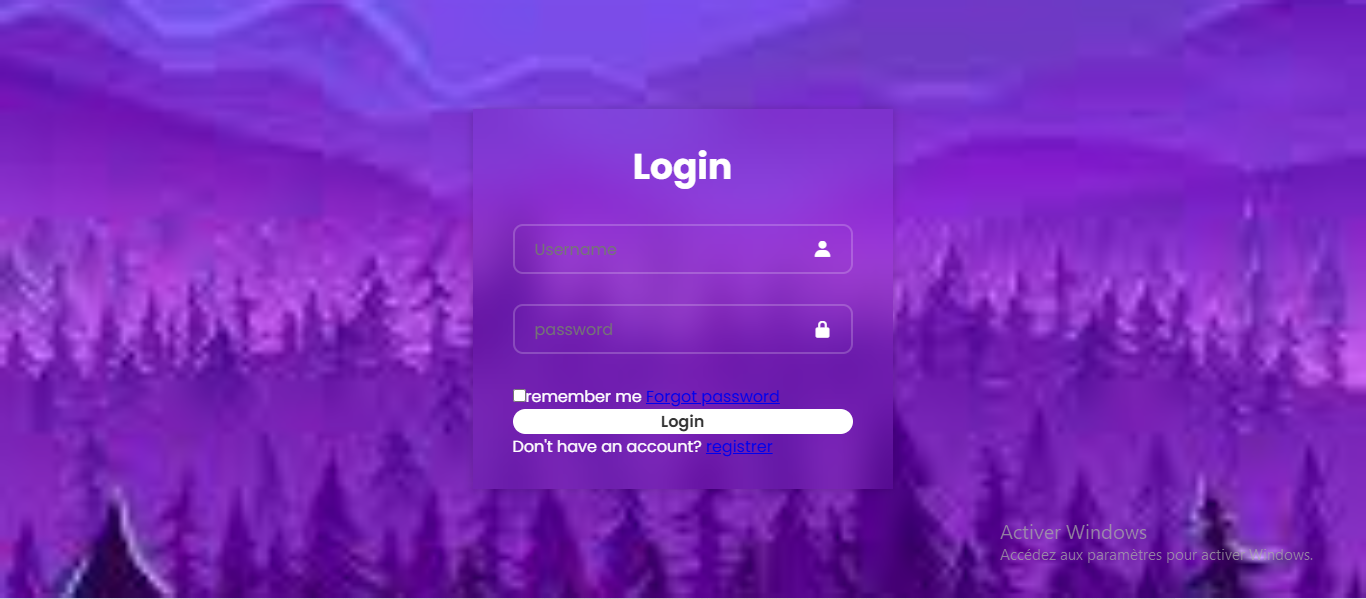 Login
Username
password
remember me Forgot password
Login
Don't have an account? registrer
Activer Windows
Accédez aux paramètres pour activer Windows.